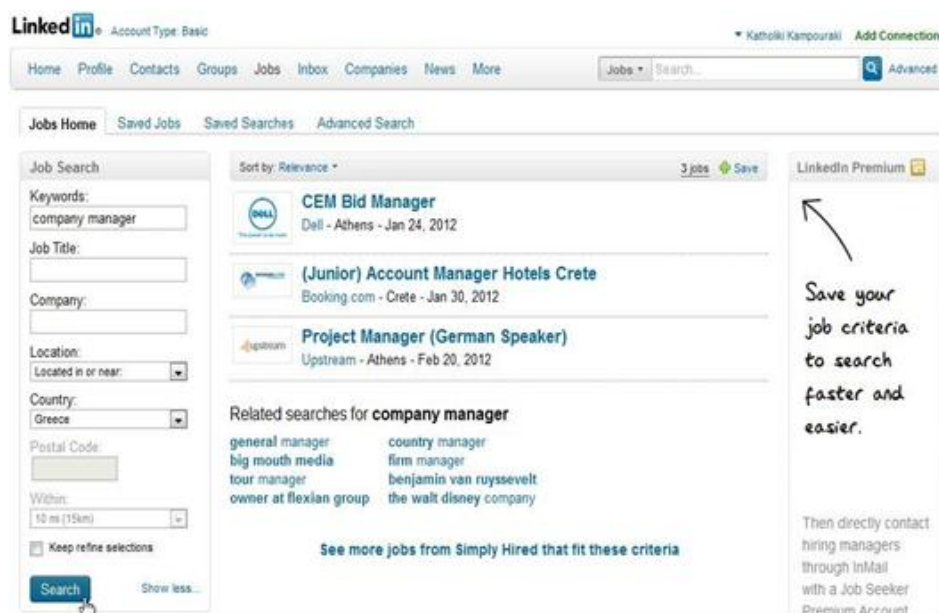 Linked in Account Type: Basic
Katholiki Kampouraki Add Connection
Home Profile Contacts Groups Jobs Inbox Companies News More Jobs Search... Advanced
Jobs Home Saved Jobs Saved Searches Advanced Search
Job Search
Keywords:
company manager
Job Title:
Company:
Location:
Located in or near:
Country:
Greece
Postal Code:
Within:
10 mi (15km)
Keep refine selections
Search Show less...
Sort by: Relevance 3 jobs Save
DELL
CEM Bid Manager
Dell - Athens - Jan 24, 2012
(Junior) Account Manager Hotels Crete
Booking.com - Crete - Jan 30, 2012
upstream
Project Manager (German Speaker)
Upstream - Athens - Feb 20, 2012
Related searches for company manager
general manager country manager
big mouth media firm manager
tour manager benjamin van ruyssevelt
owner at flexian group the walt disney company
See more jobs from Simply Hired that fit these criteria
LinkedIn Premium
Save your
job criteria
to search
faster and
easier.
Then directly contact
hiring managers
through InMail
with a Job Seeker
Premium Account